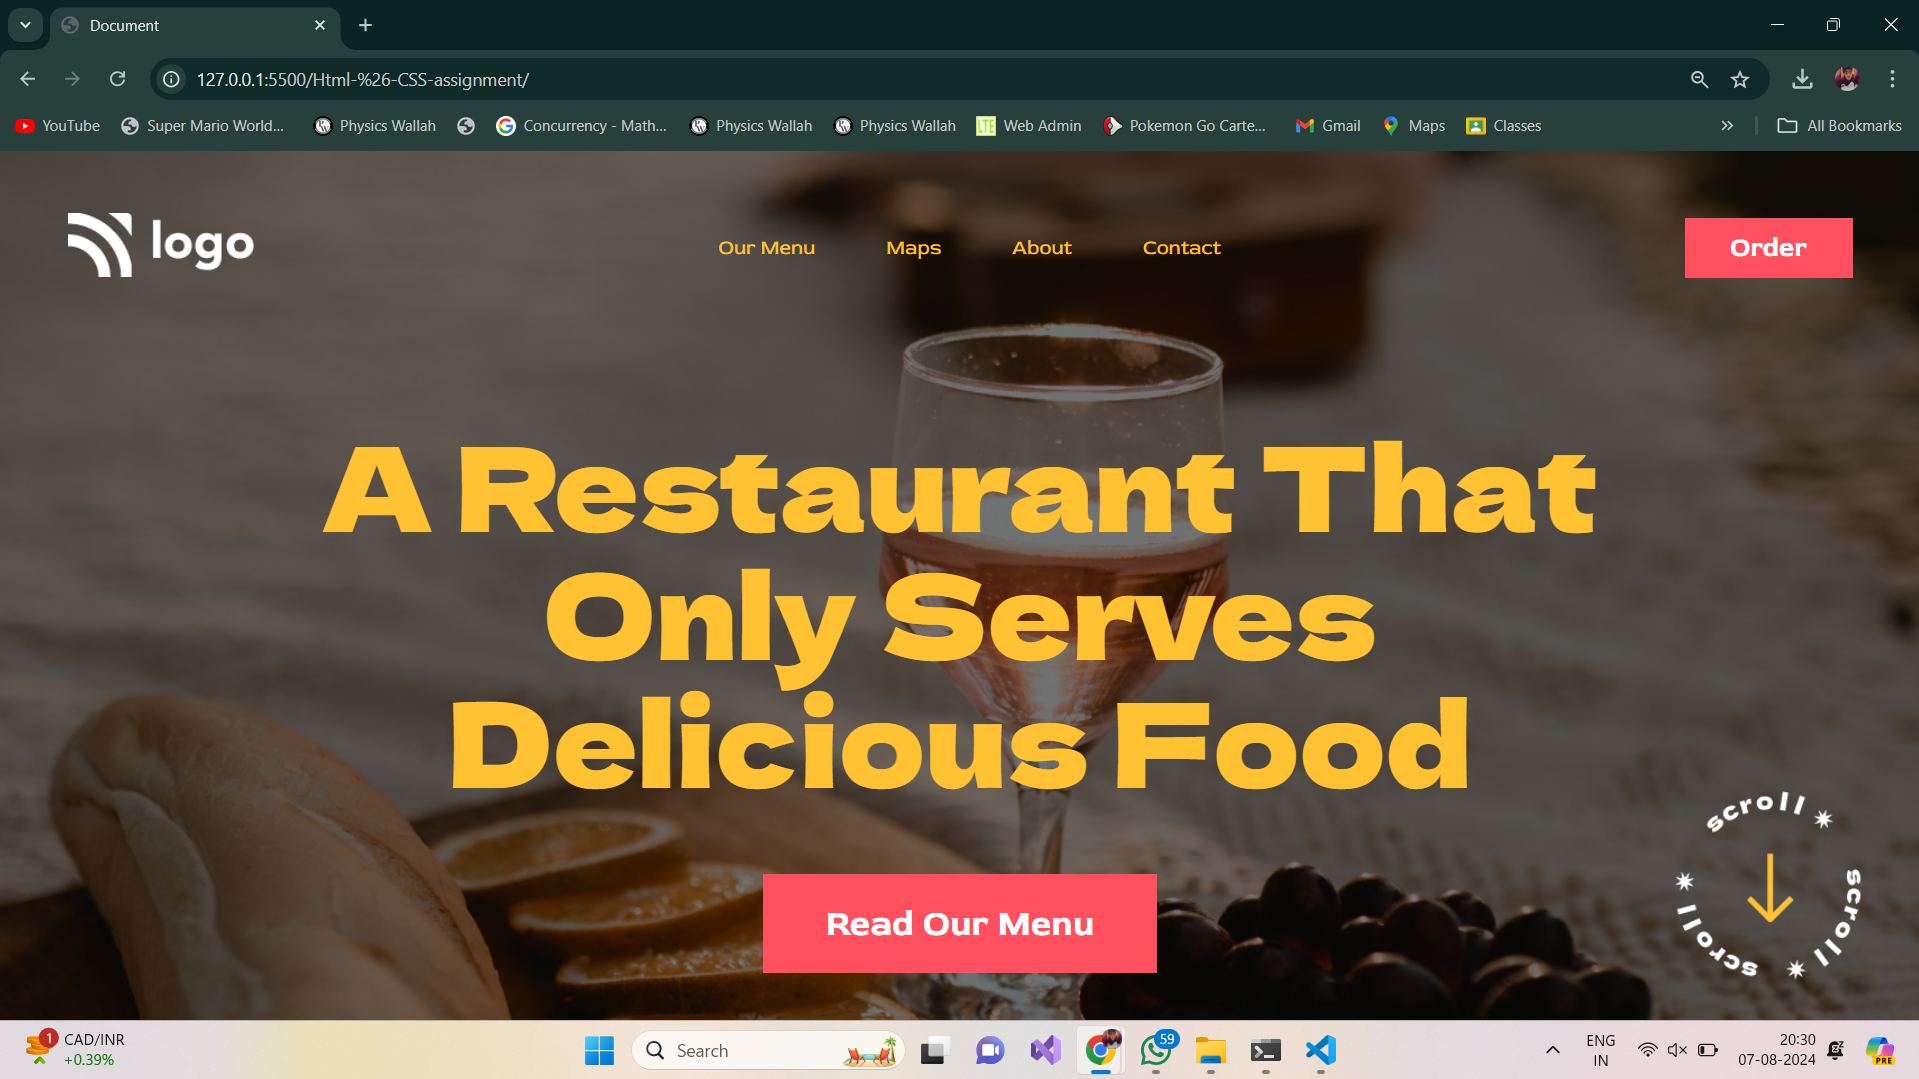 Document
127.0.0.1:5500/Html-%26-CSS-assignment/
YouTube
Super Mario World...
Physics Wallah
Concurrency - Math...
Physics Wallah
Physics Wallah
LTE
Web Admin
Pokemon Go Carte...
Gmail
Maps
Classes
All Bookmarks
logo
Our Menu
Maps
About
Contact
Order
A Restaurant That
Only Serves
Delicious Food
Read Our Menu
scroll
scroll
scroll
1
CAD/INR
+0.39%
Search
59
ENG
IN
20:30
07-08-2024
PRE